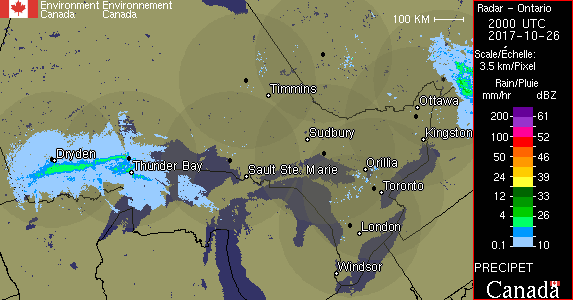 Environment Environnement
Canada Canada
100 KM
Timmins
Ottawa
Sudbury
Kingston
Dryden
Thunder Bay
Sault Ste. Marie
Orillia
Toronto
London
Windsor
Radar - Ontario
2000 UTC
2017-10-26
Scale/Échelle:
3.5 km/Pixel
Rain/Pluie
mm/hr dBZ
200 61
100 52
50 46
24 39
12 33
4 26
0.1 10
PRECIPET
Canada